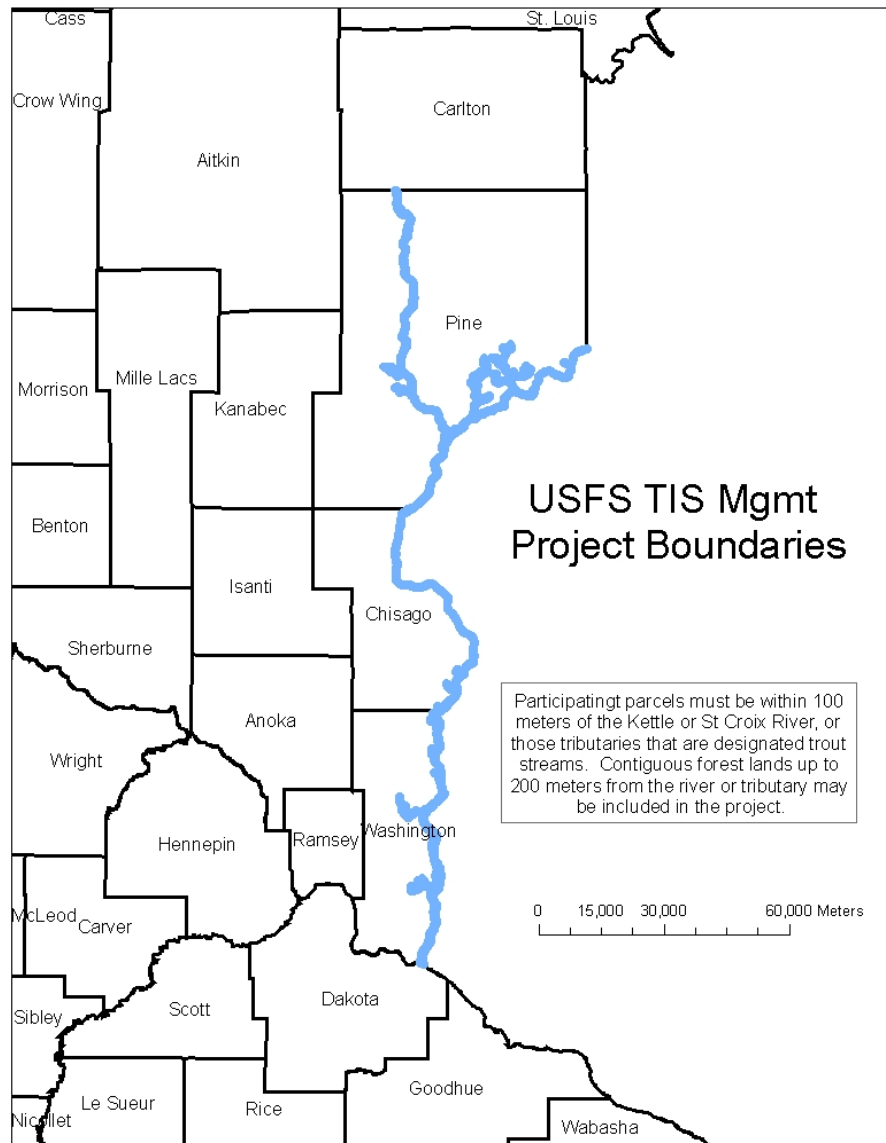 Cass
St. Louis
Crow Wing
Carlton
Aitkin
Pine
Mille Lacs
Morrison
Kanabec
USFS TIS Mgmt
Project Boundaries
Benton
Isanti
Chisago
Sherburne
Participatingt parcels must be within 100
meters of the Kettle or St Croix River, or
those tributaries that are designated trout
streams. Contiguous forest lands up to
200 meters from the river or tributary may
be included in the project.
Anoka
Wright
Washington
Ramsey
Hennepin
McLeod
Carver
0 15,000 30,000 60,000 Meters
Dakota
Scott
Sibley
Goodhue
Le Sueur
Rice
Nicollet
Wabasha